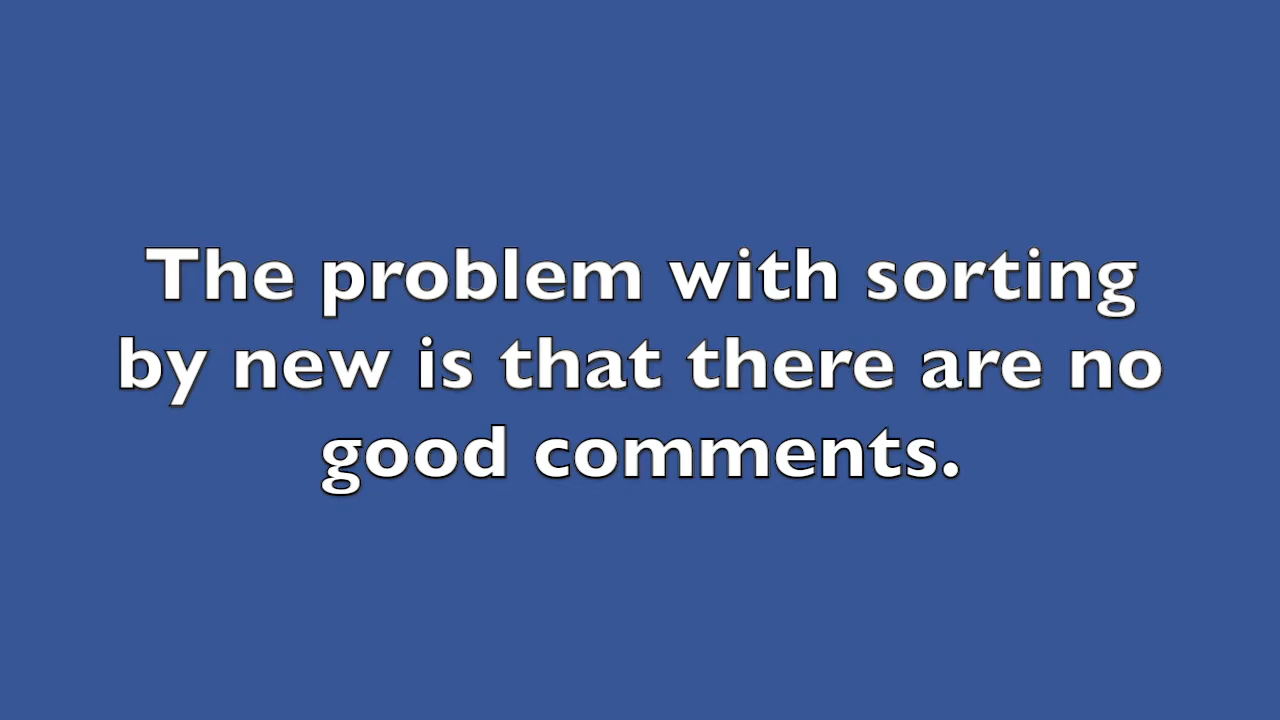 The problem with sorting
by new is that there are no
good comments.